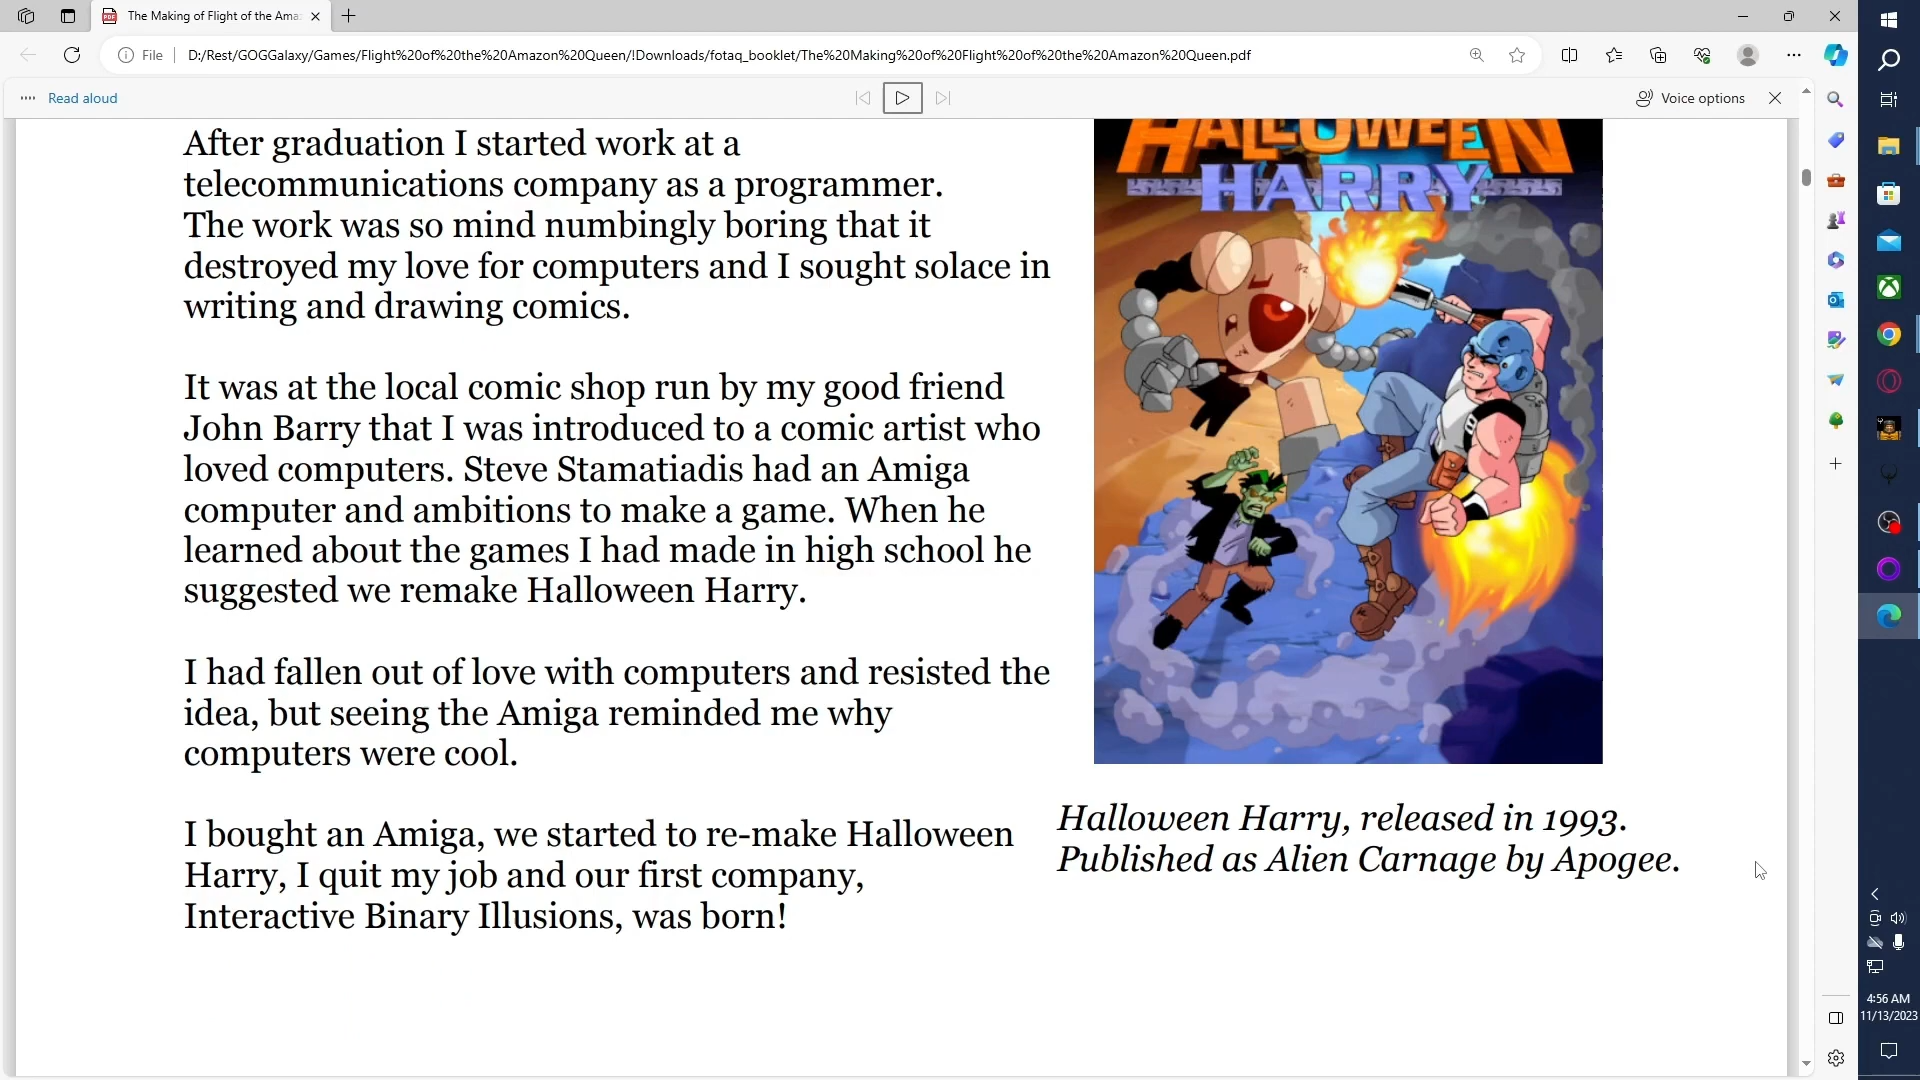 The Making of Flight of the Ama
File
D:/Rest/GOGGalaxy/Games/Flight%20of%20the%20Amazon%20Queen/!Downloads/fotaq_booklet/The%20Making%20of%20Flight%20of%20the%20Amazon%20Queen.pdf
Read aloud
Voice options
After graduation I started work at a
telecommunications company as a programmer.
The work was so mind numbingly boring that it
destroyed my love for computers and I sought solace in
writing and drawing comics.
It was at the local comic shop run by my good friend
John Barry that I was introduced to a comic artist who
loved computers. Steve Stamatiadis had an Amiga
computer and ambitions to make a game. When he
learned about the games I had made in high school he
suggested we remake Halloween Harry.
I had fallen out of love with computers and resisted the
idea, but seeing the Amiga reminded me why
computers were cool.
I bought an Amiga, we started to re-make Halloween
Harry, I quit my job and our first company,
Interactive Binary Illusions, was born!
HALLOWEEN
HARRY
Halloween Harry, released in 1993.
Published as Alien Carnage by Apogee.
4:56 AM
11/13/2023